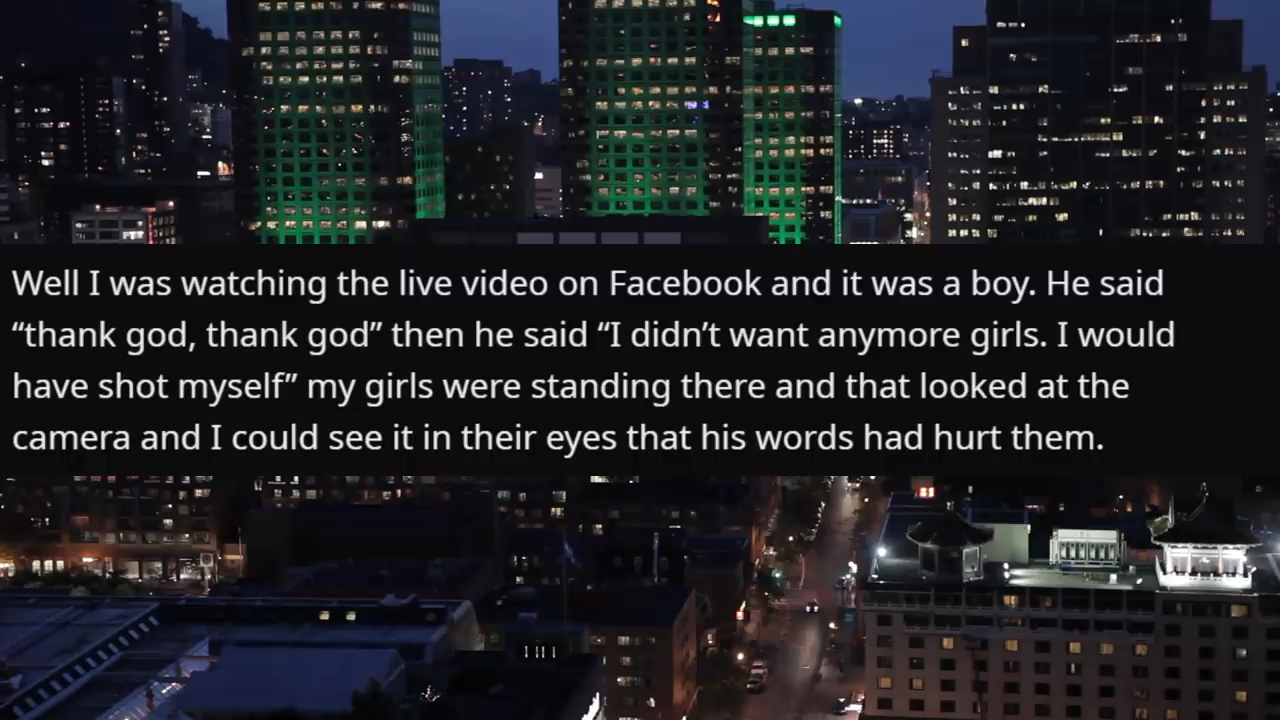 Well I was watching the live video on Facebook and it was a boy. He said
“thank god, thank god” then he said “I didn’t want anymore girls. I would
have shot myself” my girls were standing there and that looked at the
camera and I could see it in their eyes that his words had hurt them.